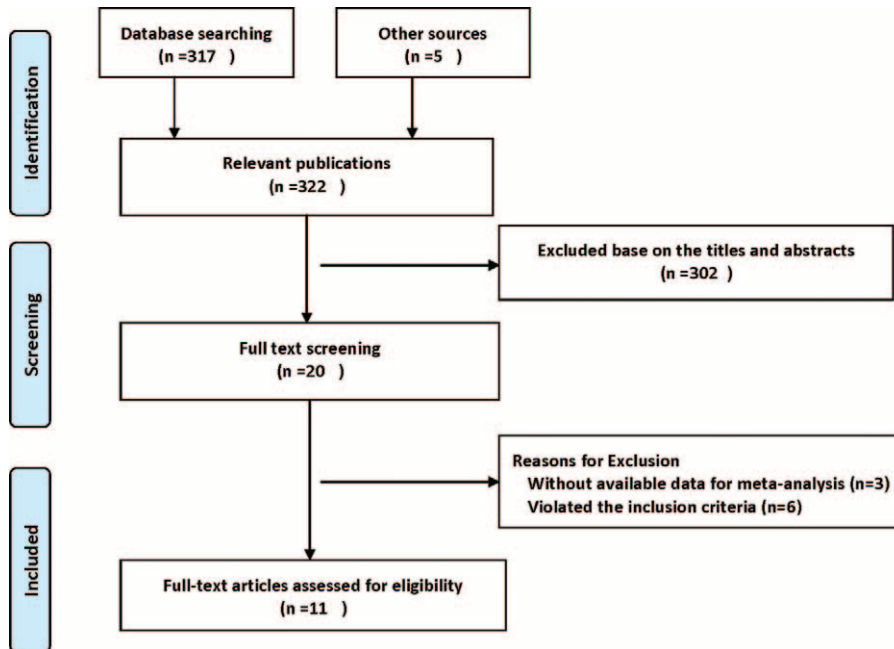 Database searching
(n =317 )
Other sources
(n =5 )
Identification
Relevant publications
(n =322 )
Excluded base on the titles and abstracts
(n =302 )
Screening
Full text screening
(n =20 )
Reasons for Exclusion
Without available data for meta-analysis (n=3)
Violated the inclusion criteria (n=6)
Included
Full-text articles assessed for eligibility
(n =11 )